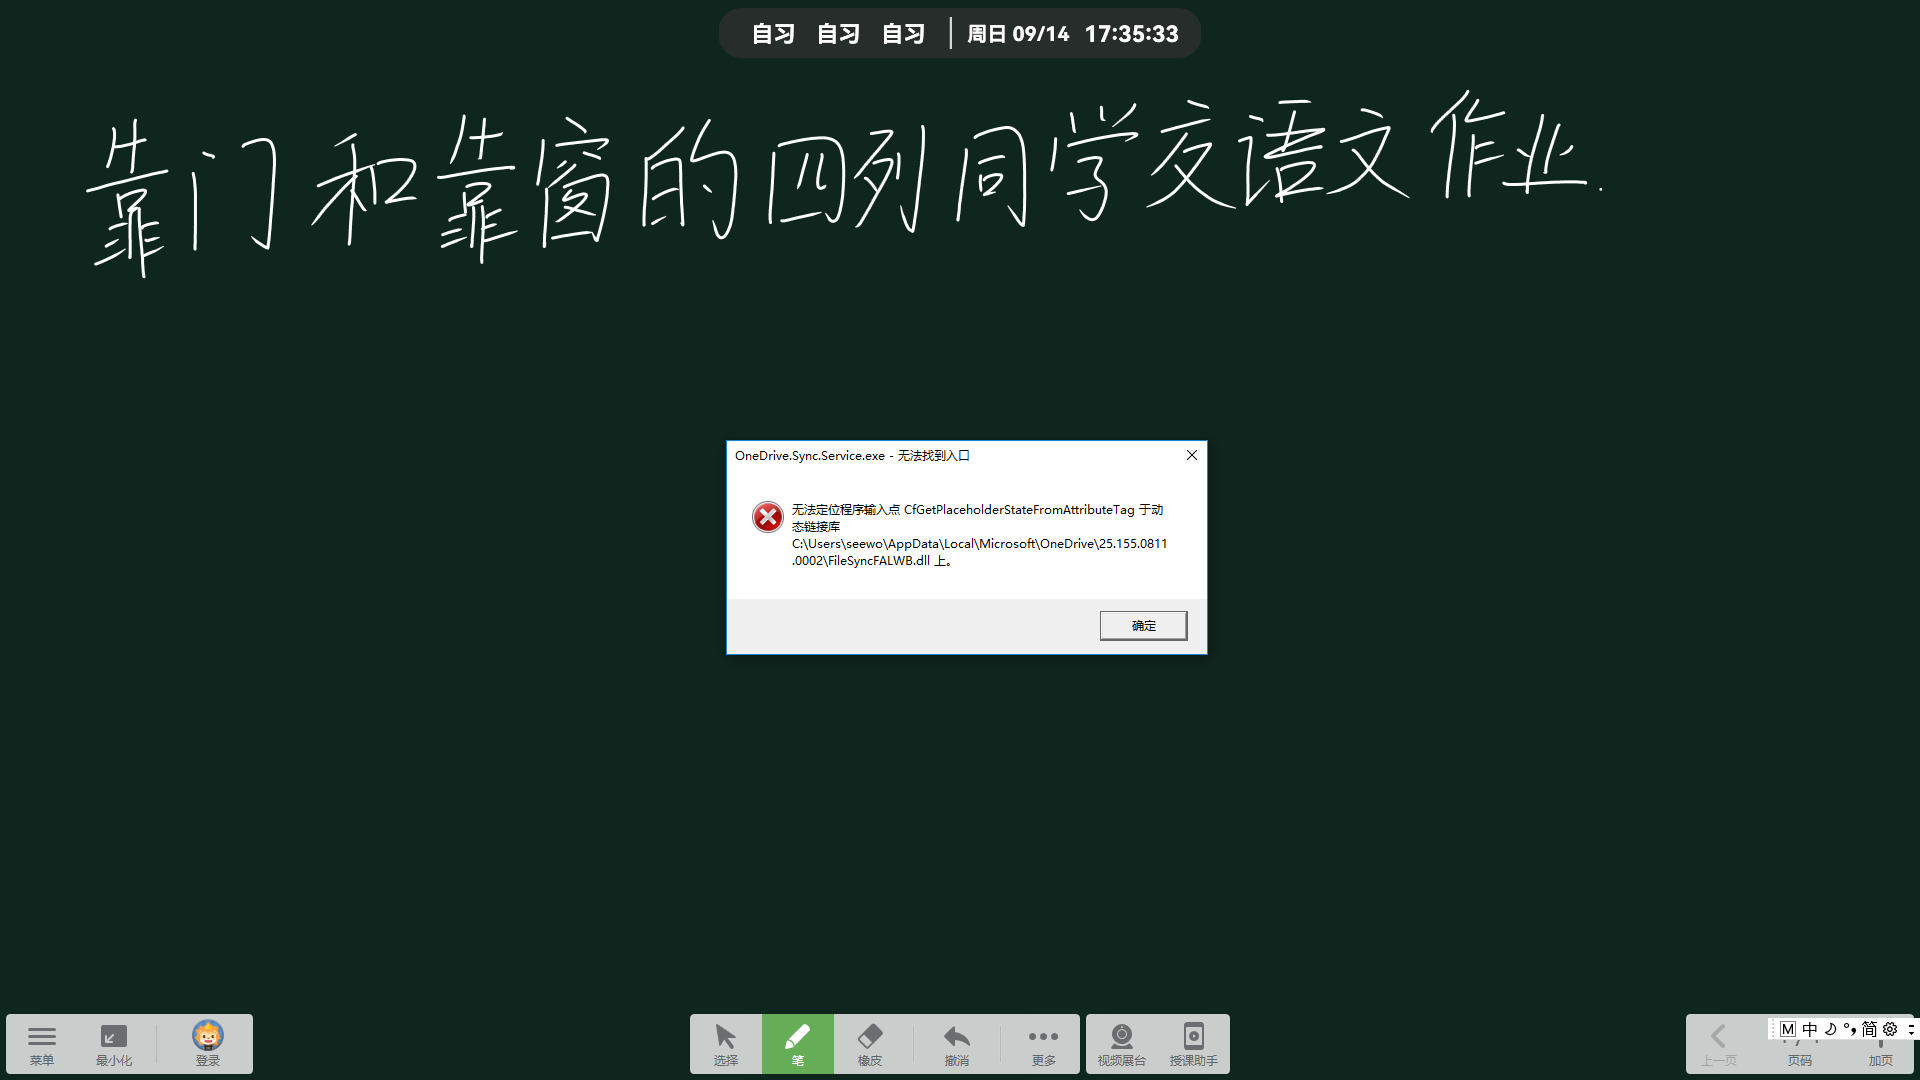 自习 自习 自习 周日 09/14 17:35:33
靠门和靠窗的四列同学交语文作业.
OneDrive.Sync.Service.exe - 无法找到入口
无法定位程序输入点 CfGetPlaceholderStateFromAttributeTag 于动
态链接库
C:\Users\seewo\AppData\Local\Microsoft\OneDrive\25.155.0811
.0002\FileSyncFALWB.dll 上。
确定
菜单 最小化 登录 选择 笔 橡皮 撤消 更多 视频展台 授课助手 上一页 页码 加页
M 中 简